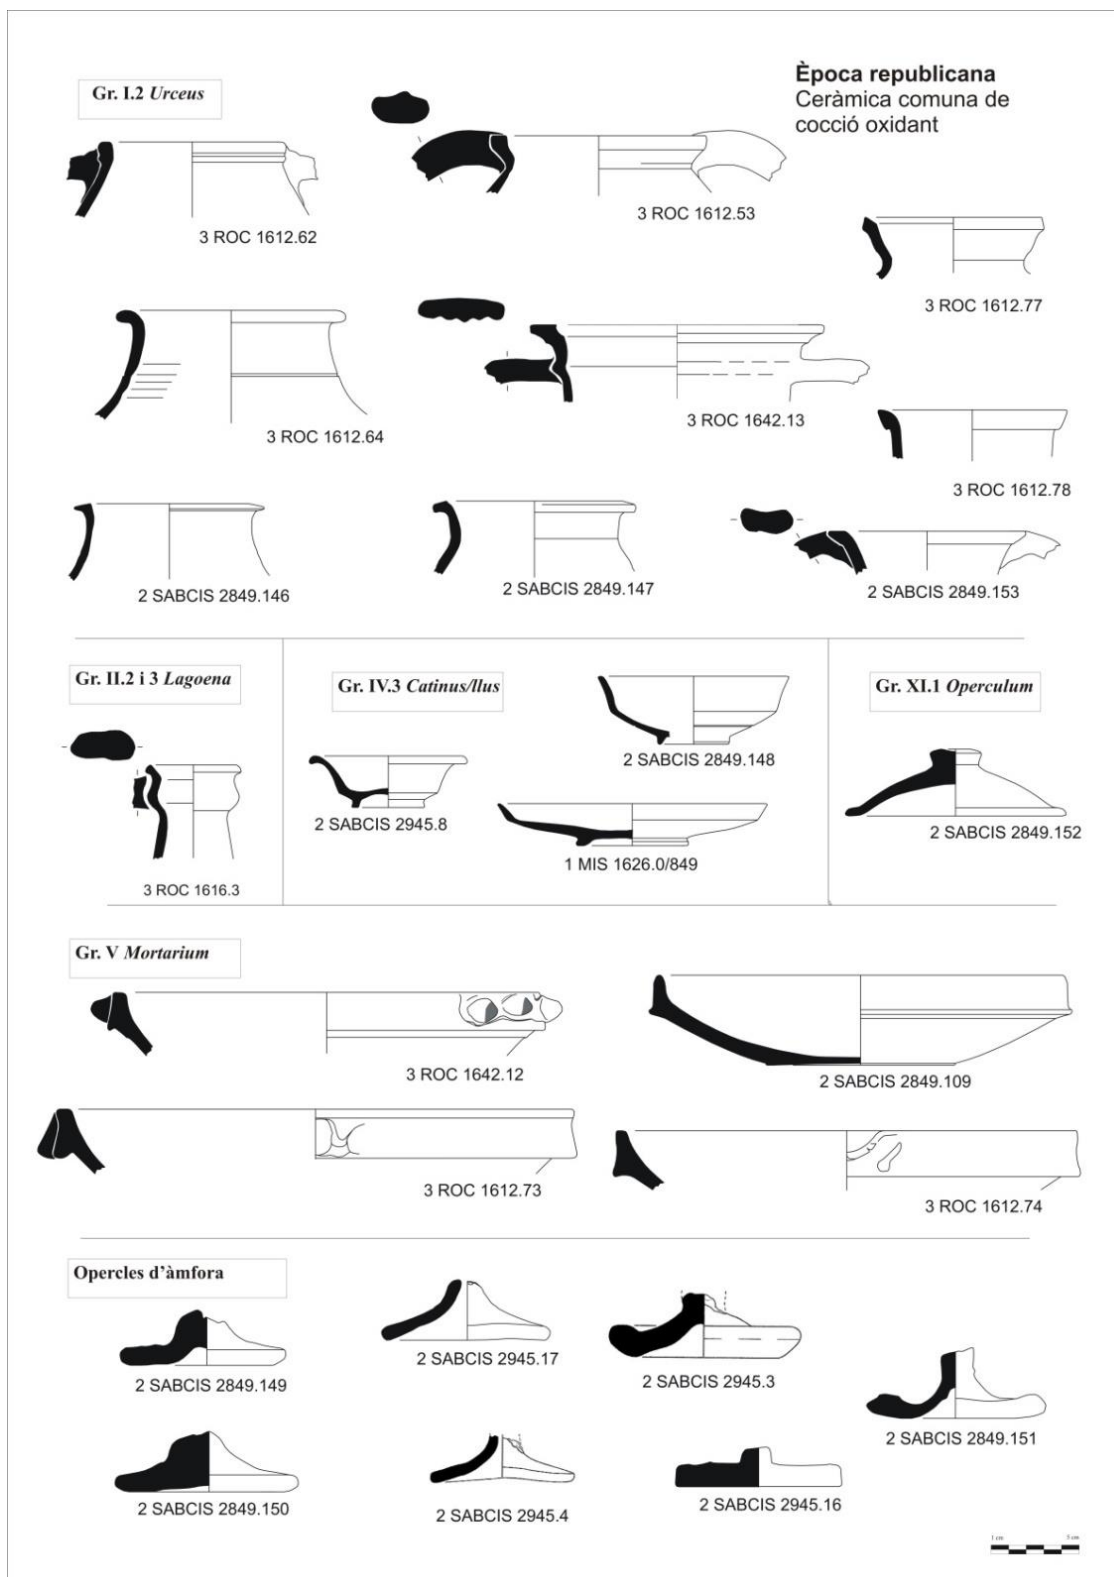 Època republicana
Ceràmica comuna de
cocció oxidant
Gr. I.2 Urceus
3 ROC 1612.62
3 ROC 1612.53
3 ROC 1612.77
3 ROC 1612.64
3 ROC 1642.13
3 ROC 1612.78
2 SABCIS 2849.146
2 SABCIS 2849.147
2 SABCIS 2849.153
Gr. II.2 i 3 Lagoena
3 ROC 1616.3
Gr. IV.3 Catinus/llus
2 SABCIS 2849.148
2 SABCIS 2945.8
1 MIS 1626.0/849
Gr. XI.1 Operculum
2 SABCIS 2849.152
Gr. V Mortarium
3 ROC 1642.12
2 SABCIS 2849.109
3 ROC 1612.73
3 ROC 1612.74
Opercles d'àmfora
2 SABCIS 2849.149
2 SABCIS 2945.17
2 SABCIS 2945.3
2 SABCIS 2849.151
2 SABCIS 2849.150
2 SABCIS 2945.4
2 SABCIS 2945.16